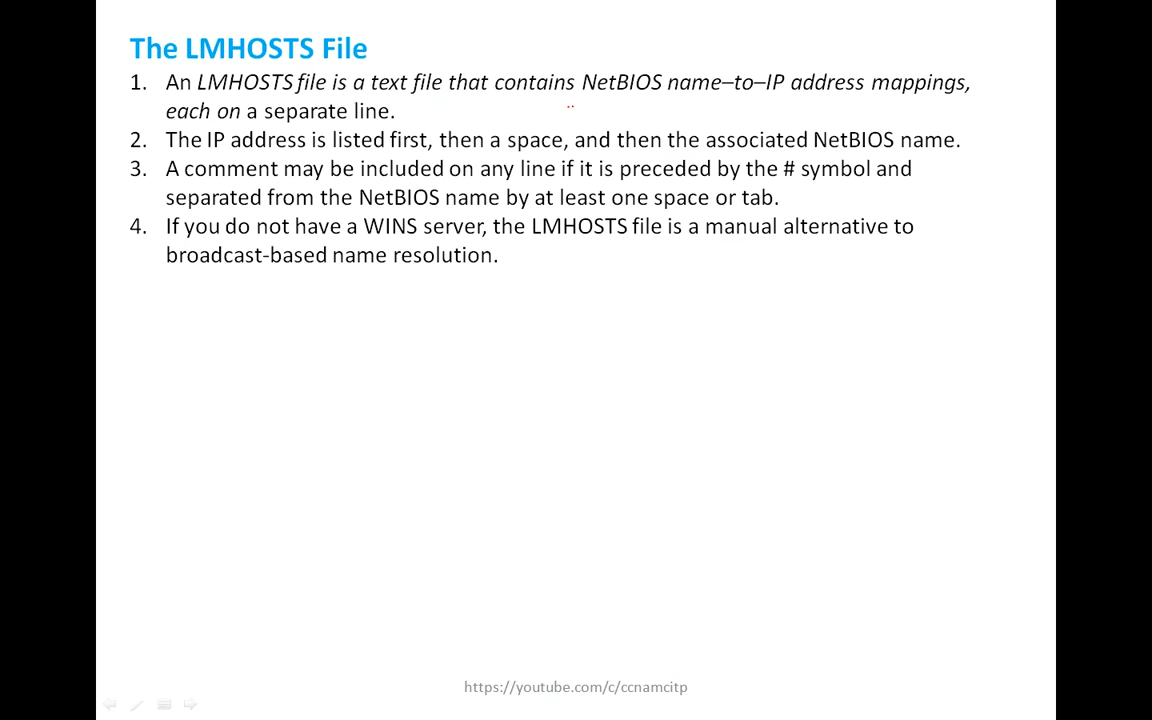 The LMHOSTS File
1. An LMHOSTS file is a text file that contains NetBIOS name–to–IP address mappings,
each on a separate line.
2. The IP address is listed first, then a space, and then the associated NetBIOS name.
3. A comment may be included on any line if it is preceded by the # symbol and
separated from the NetBIOS name by at least one space or tab.
4. If you do not have a WINS server, the LMHOSTS file is a manual alternative to
broadcast-based name resolution.
https://youtube.com/c/ccnamcitp